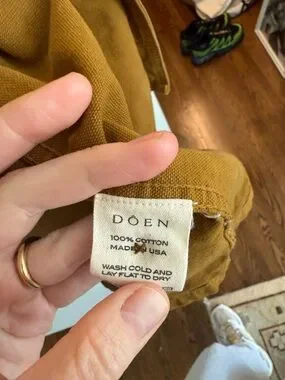 DÔEN
100% COTTON
MADE IN USA
WASH COLD AND
LAY FLAT TO DRY